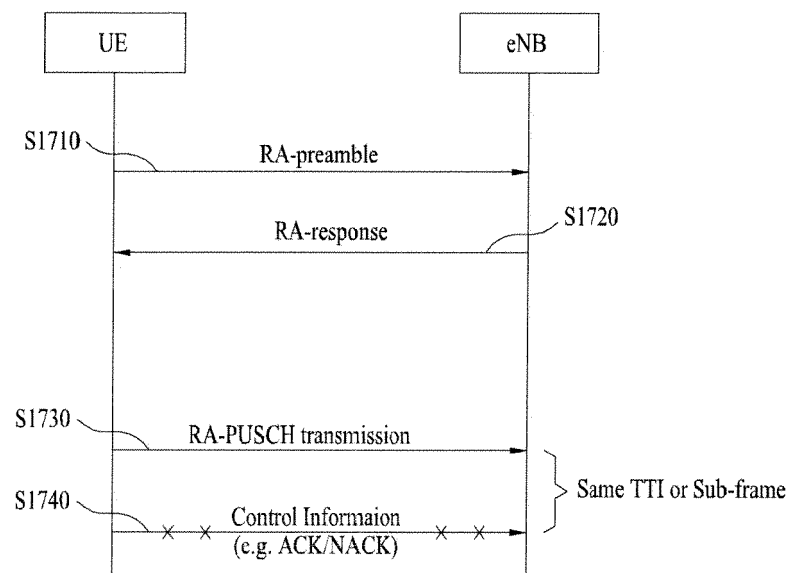 UE
eNB
S1710
RA-preamble
S1720
RA-response
S1730
RA-PUSCH transmission
Same TTI or Sub-frame
S1740
Control Informaion
(e.g. ACK/NACK)